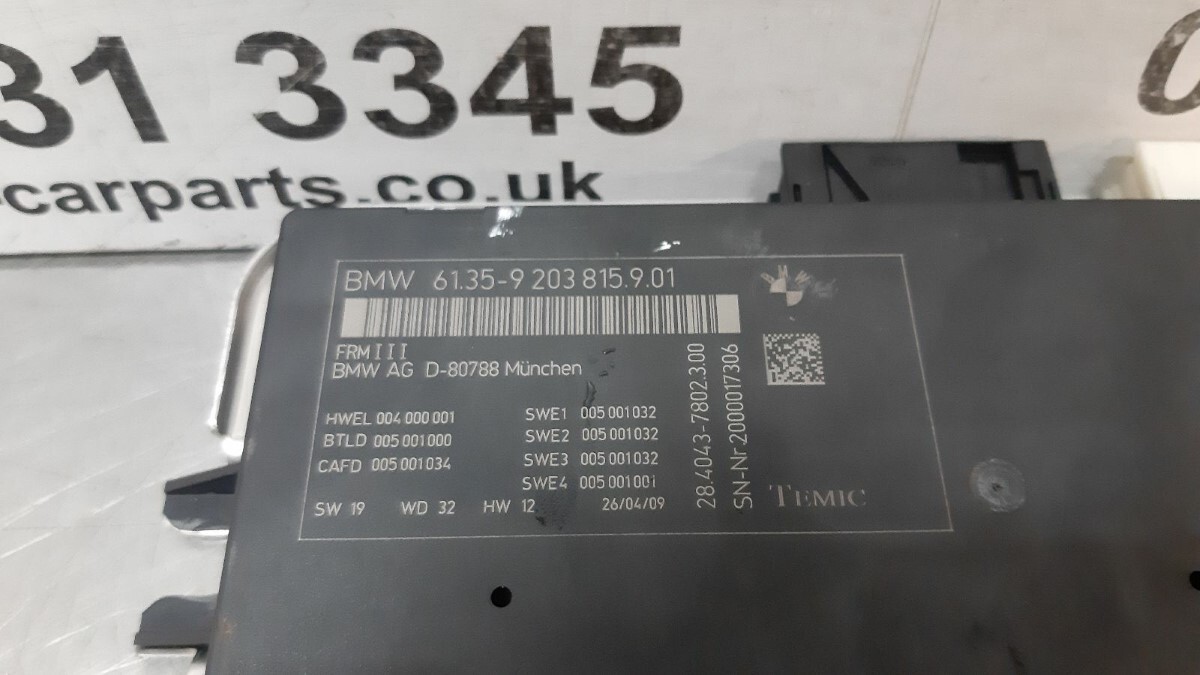 31 3345
-carparts.co.uk
BMW 61.35-9 203 815.9.01
FRM III
BMW AG D-80788 München
HWEL 004 000 001
BTLD 005 001 000
CAFD 005 001 034
SWE1 005 001 032
SWE2 005 001 032
SWE3 005 001 032
SWE4 005 001 001
SW 19 WD 32 HW 12 26/04/09
28.4043-7802.3.00
SN-Nr.2000017306
BMW
TEMIC